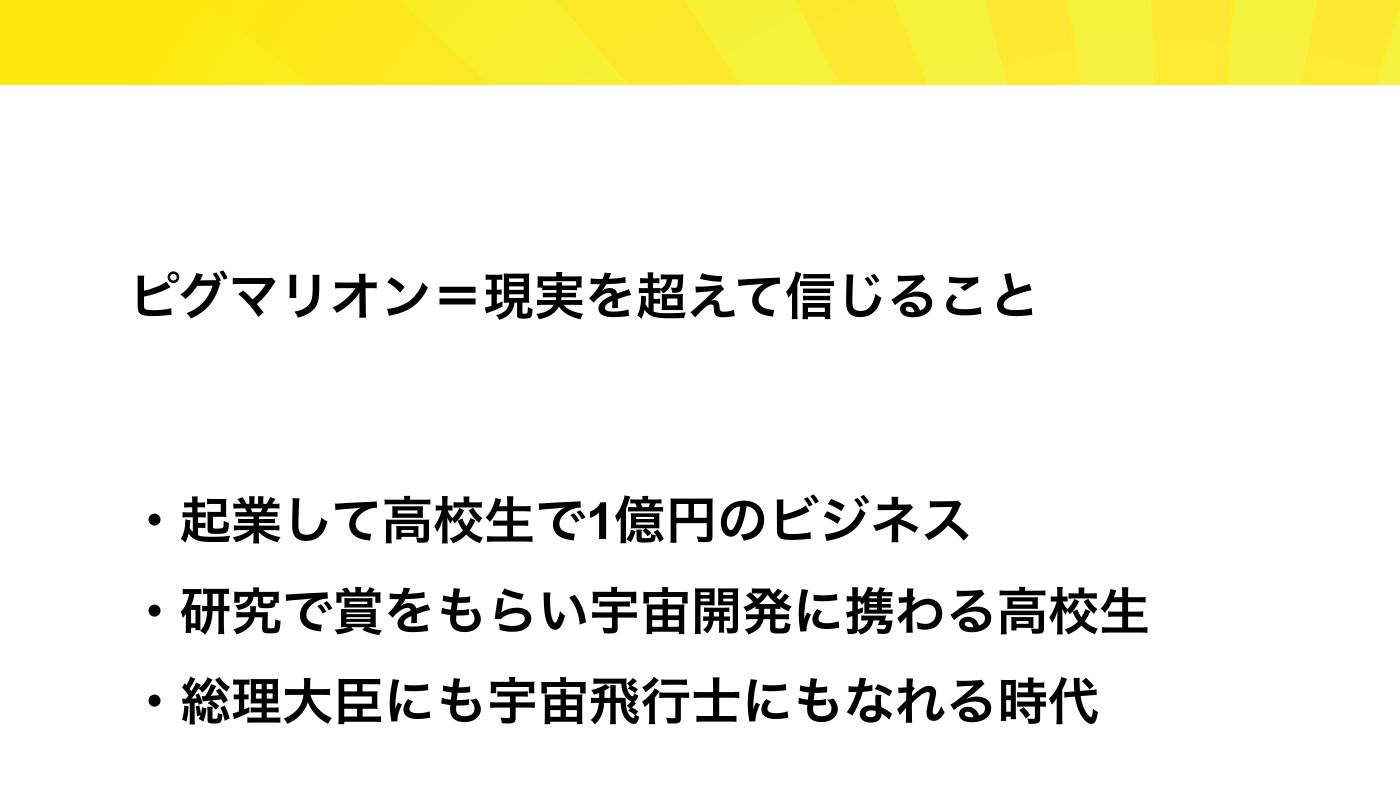 ピグマリオン＝現実を超えて信じること
・起業して高校生で1億円のビジネス
・研究で賞をもらい宇宙開発に携わる高校生
・総理大臣にも宇宙飛行士にもなれる時代